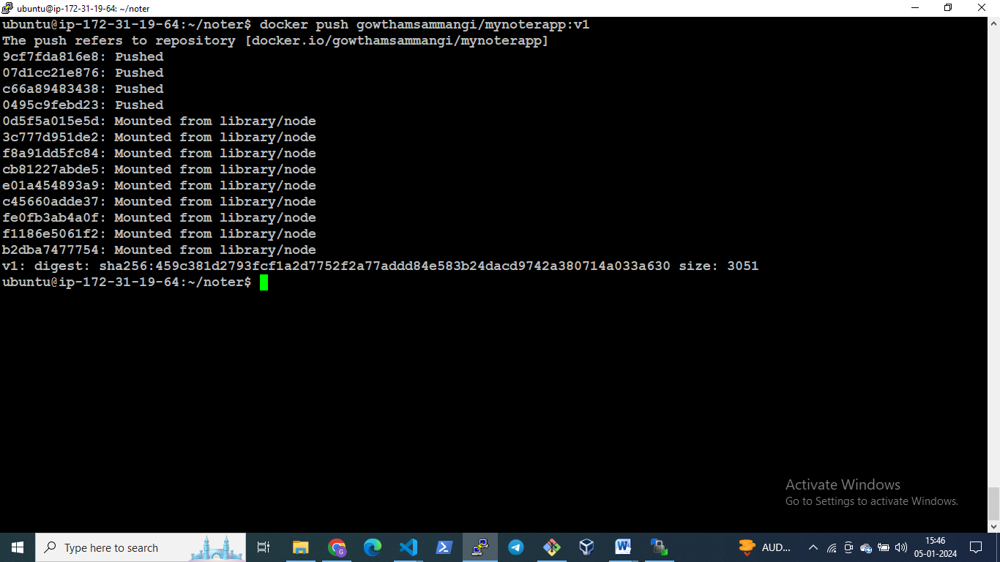 ubuntu@ip-172-31-19-64: ~/noter
ubuntu@ip-172-31-19-64:~/noter$ docker push gowthamsammangi/mynoterapp:v1
The push refers to repository [docker.io/gowthamsammangi/mynoterapp]
9cf7fda816e8: Pushed
07d1cc21e876: Pushed
c66a89483438: Pushed
0495c9febd23: Pushed
0d5f5a015e5d: Mounted from library/node
3c777d951de2: Mounted from library/node
f8a91dd5fc84: Mounted from library/node
cb81227abde5: Mounted from library/node
e01a454893a9: Mounted from library/node
c45660adde37: Mounted from library/node
fe0fb3ab4a0f: Mounted from library/node
f1186e5061f2: Mounted from library/node
b2dba7477754: Mounted from library/node
v1: digest: sha256:459c381d2793fcf1a2d7752f2a77addd84e583b24dacd9742a380714a033a630 size: 3051
ubuntu@ip-172-31-19-64:~/noter$
Activate Windows
Go to Settings to activate Windows.
Type here to search
AUD...
15:46
05-01-2024